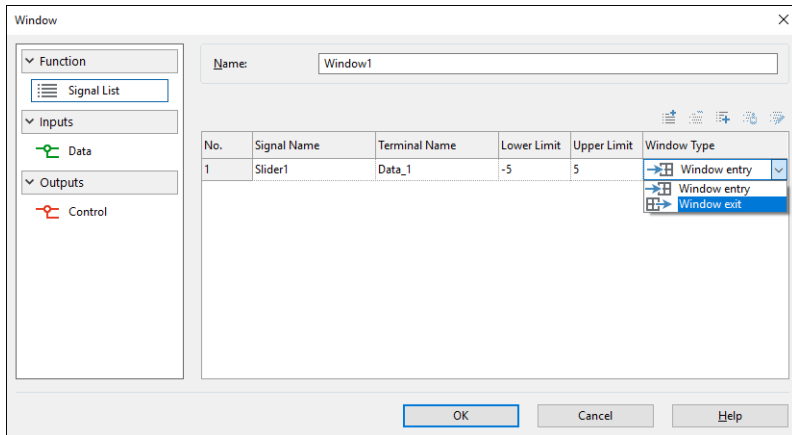 Window
Function
Signal List
Inputs
Data
Outputs
Control
Name: Window1
No. Signal Name Terminal Name Lower Limit Upper Limit Window Type
1 Slider1 Data_1 -5 5 Window entry
Window entry
Window exit
OK Cancel Help